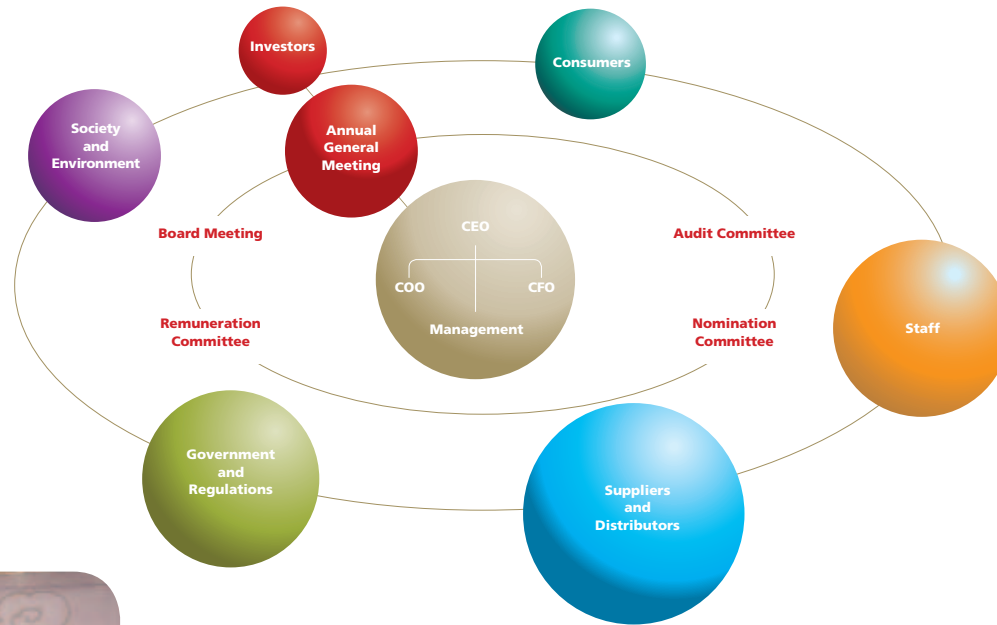 Investors
Consumers
Society
and
Environment
Annual
General
Meeting
CEO
COO
CFO
Management
Board Meeting
Audit Committee
Remuneration
Committee
Nomination
Committee
Staff
Government
and
Regulations
Suppliers
and
Distributors